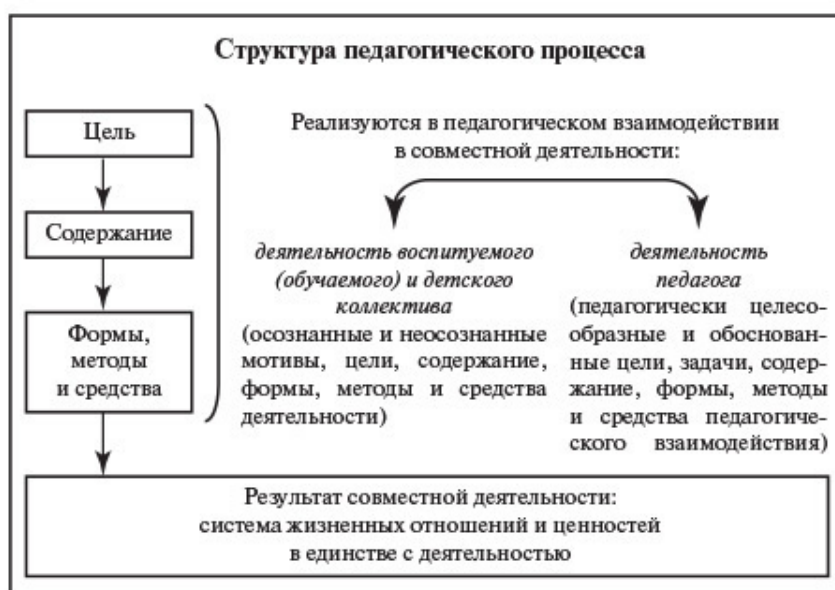 Структура педагогического процесса
Цель
Содержание
Формы,
методы
и средства
Реализуются в педагогическом взаимодействии
в совместной деятельности:
деятельность воспитуемого
(обучаемого) и детского
коллектива
(осознанные и неосознанные
мотивы, цели, содержание,
формы, методы и средства
деятельности)
деятельность
педагога
(педагогически целесо-
образные и обоснован-
ные цели, задачи, содер-
жание, формы, методы
и средства педагогиче-
ского взаимодействия)
Результат совместной деятельности:
система жизненных отношений и ценностей
в единстве с деятельностью